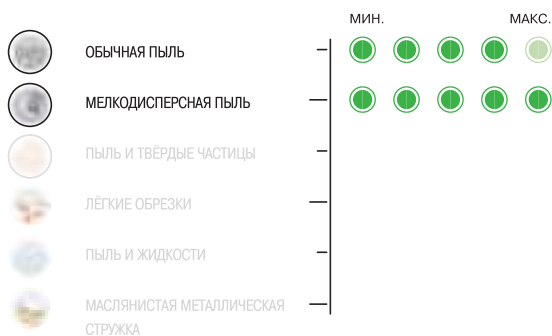 МИН. МАКС.
ОБЫЧНАЯ ПЫЛЬ
МЕЛКОДИСПЕРСНАЯ ПЫЛЬ
ПЫЛЬ И ТВЁРДЫЕ ЧАСТИЦЫ
ЛЁГКИЕ ОБРЕЗКИ
ПЫЛЬ И ЖИДКОСТИ
МАСЛЯНИСТАЯ МЕТАЛЛИЧЕСКАЯ
СТРУЖКА